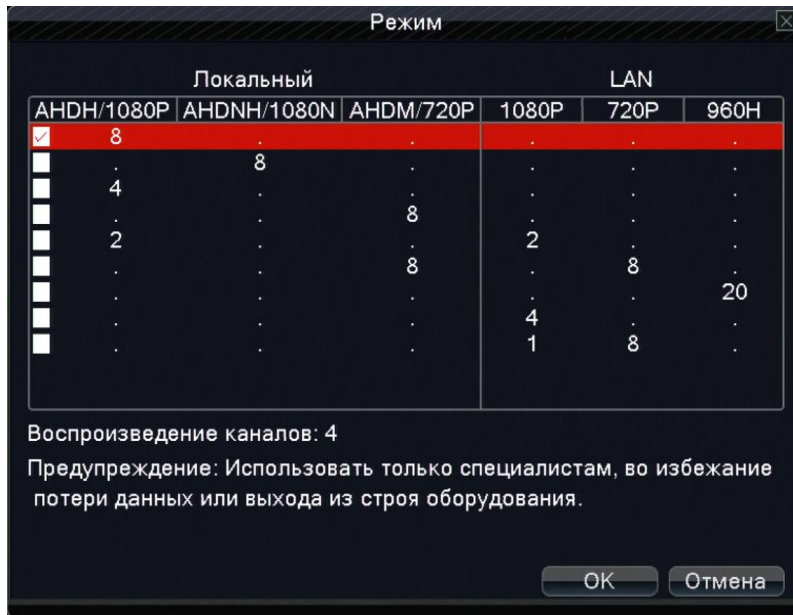 Режим
Локальный LAN
AHDH/1080P AHDNH/1080N AHDM/720P 1080P 720P 960H
8 . . . . .
. 8 . . . .
4 . . . . .
. . 8 . . .
2 . . 2 . .
. . 8 . 8 .
. . . . . 20
. . . 4 . .
. . . 1 8 .
Воспроизведение каналов: 4
Предупреждение: Использовать только специалистам, во избежание
потери данных или выхода из строя оборудования.
OK Отмена